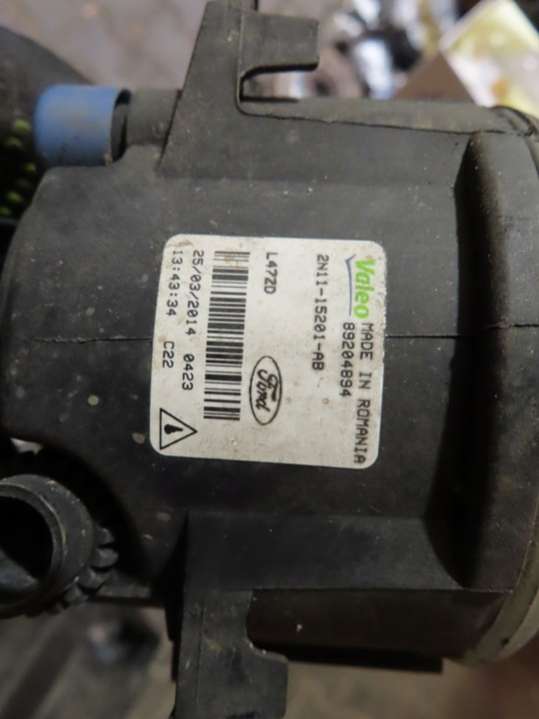 Valeo MADE IN ROMANIA
89204894
2N11-15201-AB
Ford
L47ZD
25/03/2014 0423
13:43:34 C22